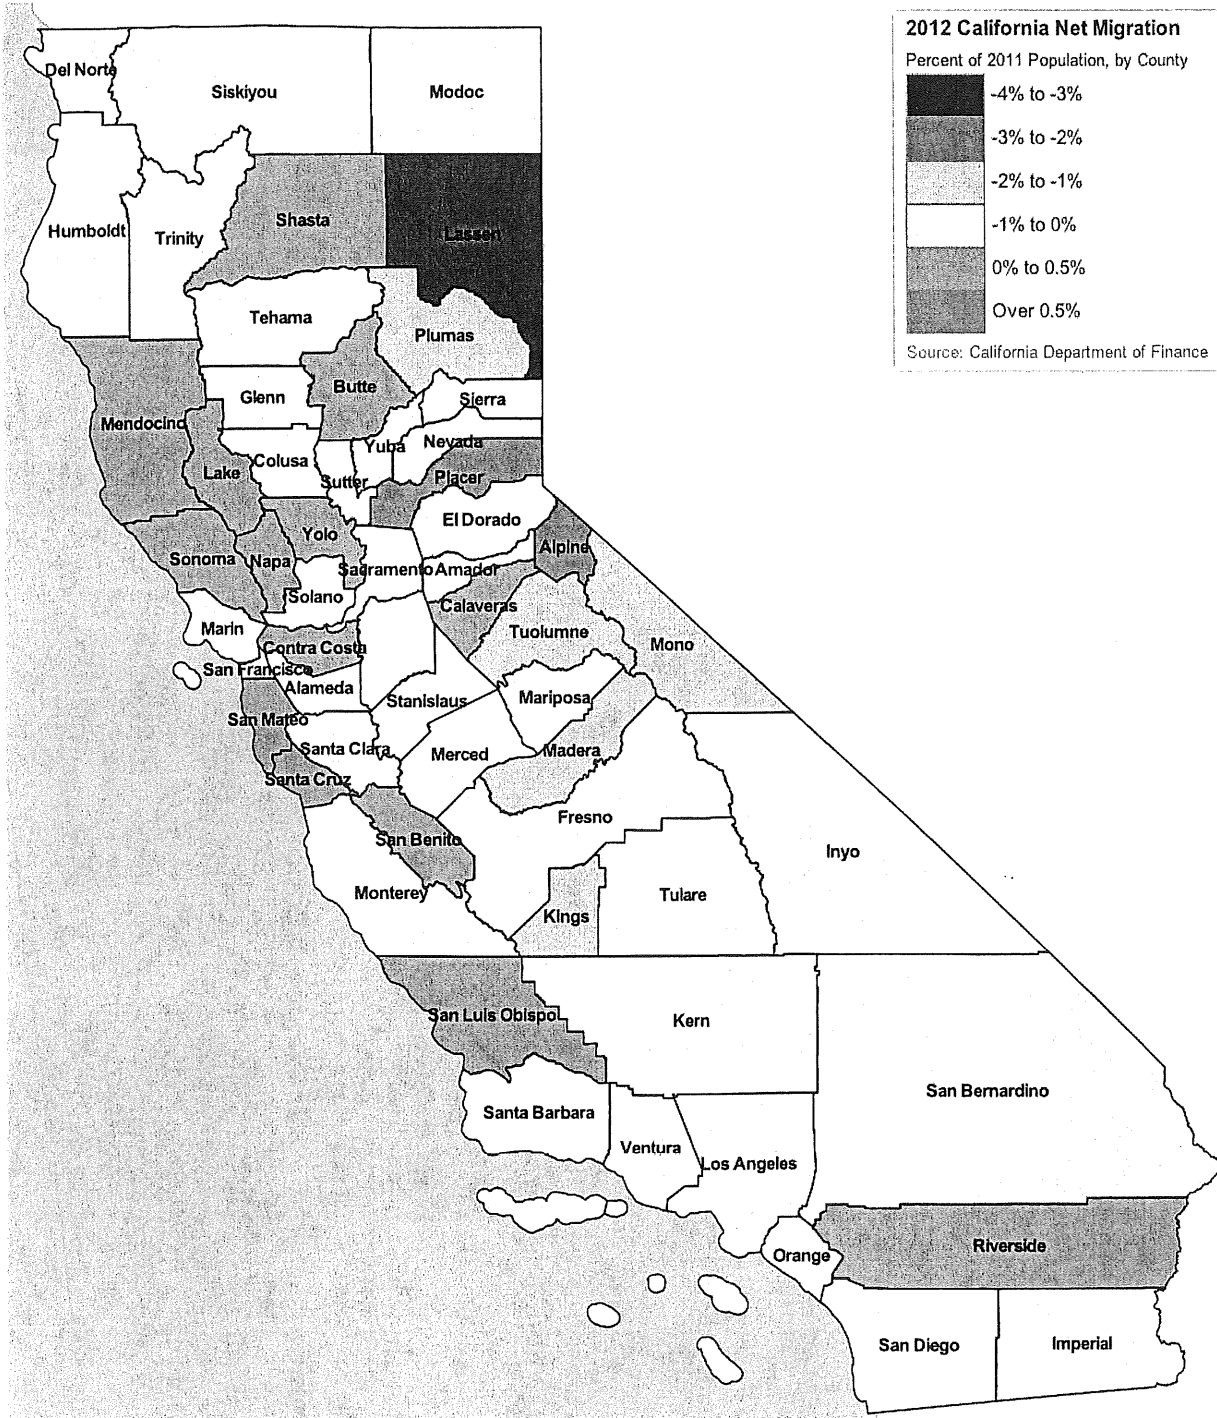 2012 California Net Migration
Percent of 2011 Population, by County
-4% to -3%
-3% to -2%
-2% to -1%
-1% to 0%
0% to 0.5%
Over 0.5%
Source: California Department of Finance
Del Norte
Siskiyou
Modoc
Humboldt
Trinity
Shasta
Lassen
Tehama
Plumas
Glenn
Butte
Sierra
Mendocino
Lake
Colusa
Sutter
Yuba
Nevada
Placer
El Dorado
Sonoma
Napa
Yolo
Sacramento
Amador
Alpine
Solano
Calaveras
Marin
Contra Costa
Tuolumne
Mono
San Francisco
Alameda
Stanislaus
Mariposa
San Mateo
Santa Clara
Merced
Madera
Santa Cruz
San Benito
Fresno
Inyo
Monterey
Kings
Tulare
San Luis Obispo
Kern
San Bernardino
Santa Barbara
Ventura
Los Angeles
Orange
Riverside
San Diego
Imperial